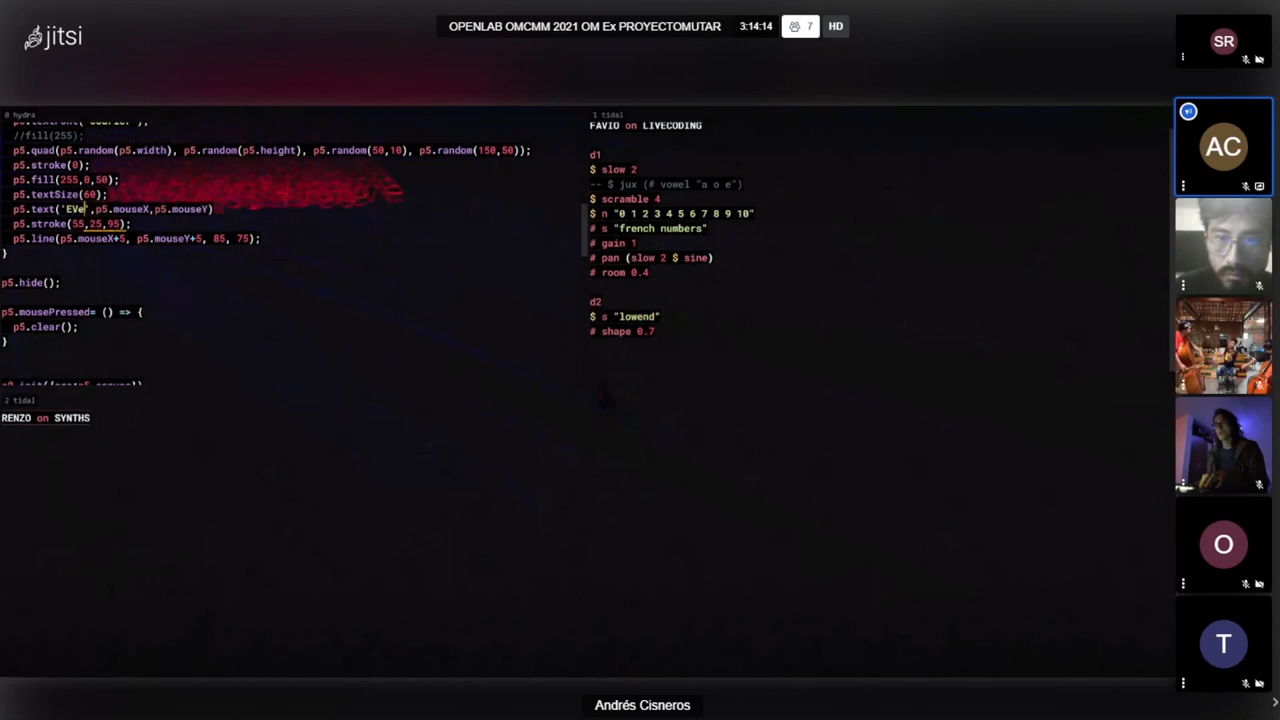 jitsi
OPENLAB OMCMM 2021 OM Ex PROYECTOMUTAR
3:14:14
7
HD
SR
AC
O
T
0 hydra
//fill(255);
p5.quad(p5.random(p5.width), p5.random(p5.height), p5.random(50,10), p5.random(150,50));
p5.stroke(0);
p5.fill(255,0,50);
p5.textSize(60);
p5.text('EVe',p5.mouseX,p5.mouseY)
p5.stroke(55,25,95);
p5.line(p5.mouseX+5, p5.mouseY+5, 85, 75);
}
p5.hide();
p5.mousePressed= () => {
p5.clear();
}
1 tidal
FAVIO on LIVECODING
d1
$ slow 2
-- $ jux (# vowel "a o e")
$ scramble 4
$ n "0 1 2 3 4 5 6 7 8 9 10"
# s "french numbers"
# gain 1
# pan (slow 2 $ sine)
# room 0.4
d2
$ s "lowend"
# shape 0.7
2 tidal
RENZO on SYNTHS
Andrés Cisneros